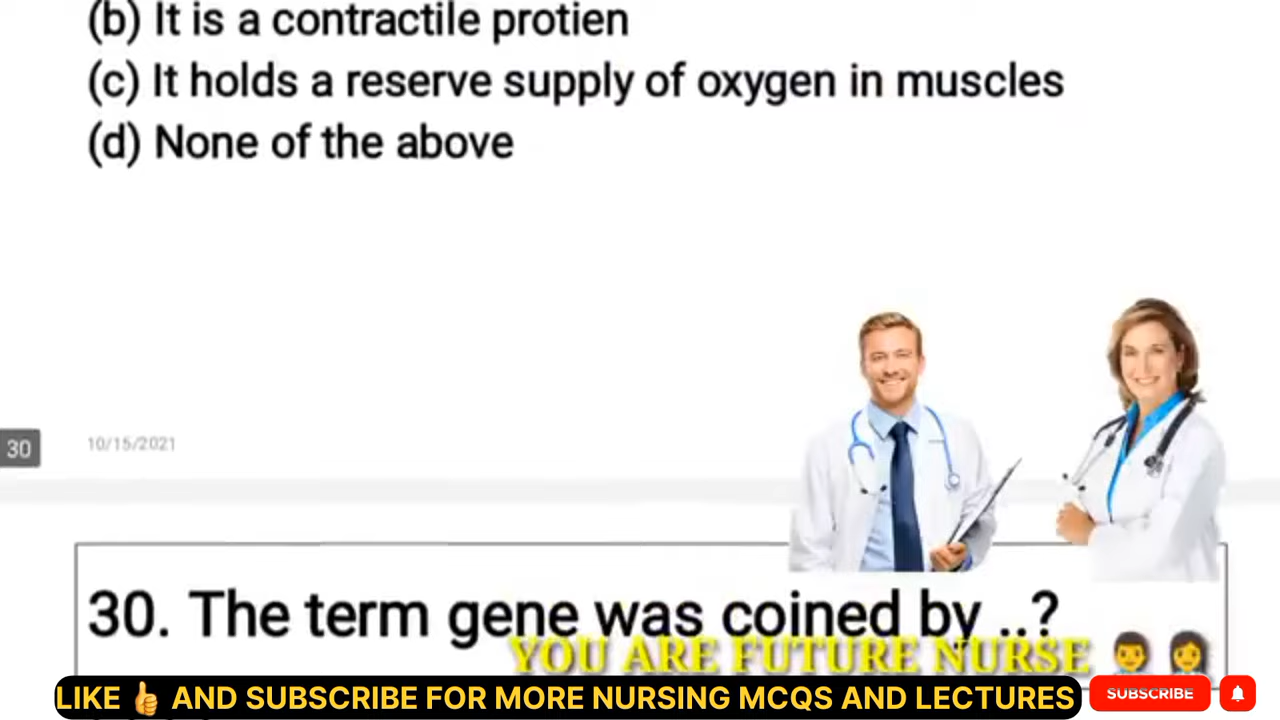 (b) It is a contractile protien
(c) It holds a reserve supply of oxygen in muscles
(d) None of the above
30
10/15/2021
30. The term gene was coined by ..?
YOU ARE FUTURE NURSE 👨‍⚕️ 👩‍⚕️
LIKE 👍 AND SUBSCRIBE FOR MORE NURSING MCQS AND LECTURES
SUBSCRIBE